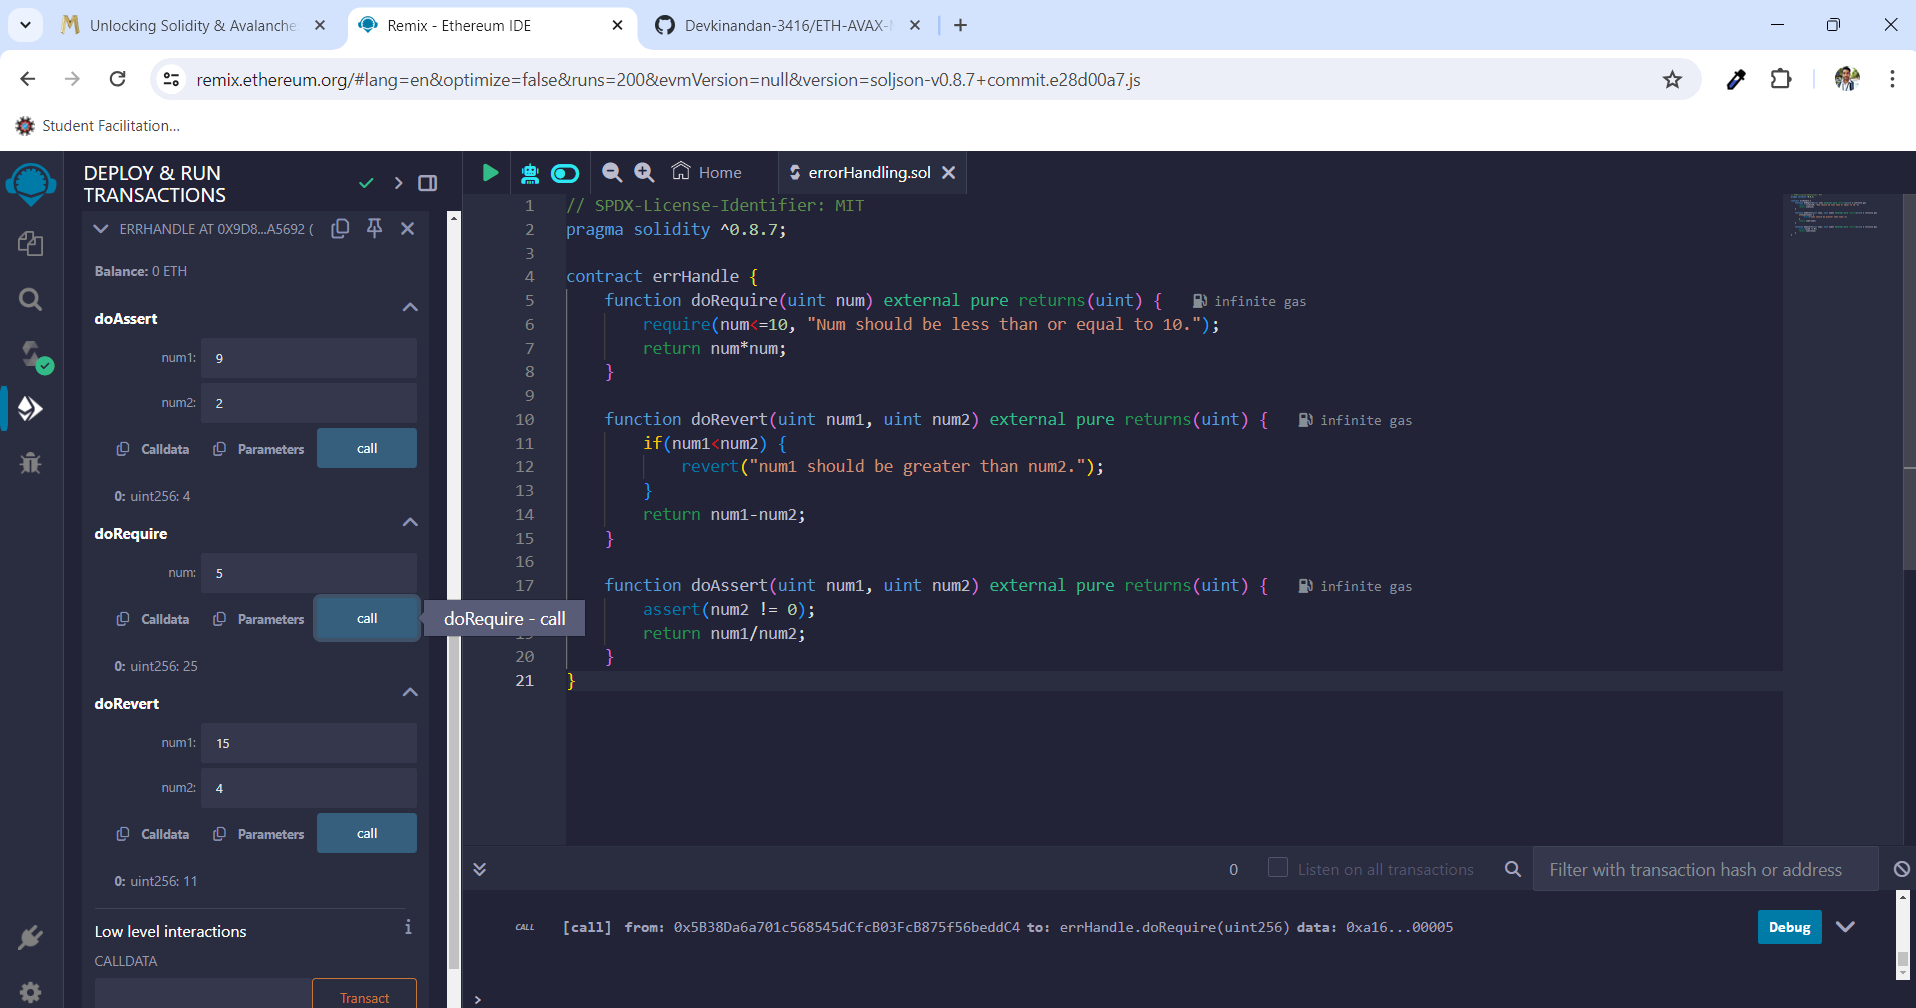 Unlocking Solidity & Avalanche
Remix - Ethereum IDE
Devkinandan-3416/ETH-AVAX-
remix.ethereum.org/#lang=en&optimize=false&runs=200&evmVersion=null&version=soljson-v0.8.7+commit.e28d00a7.js
Student Facilitation...
DEPLOY & RUN
TRANSACTIONS
ERRHANDLE AT 0X9D8...A5692 (
Balance: 0 ETH
doAssert
num1: 9
num2: 2
Calldata Parameters call
0: uint256: 4
doRequire
num: 5
Calldata Parameters call
doRequire - call
0: uint256: 25
doRevert
num1: 15
num2: 4
Calldata Parameters call
0: uint256: 11
Low level interactions i
CALLDATA
Transact
Home
errorHandling.sol
1 // SPDX-License-Identifier: MIT
2 pragma solidity ^0.8.7;
3
4 contract errHandle {
5 function doRequire(uint num) external pure returns(uint) { infinite gas
6 require(num<=10, "Num should be less than or equal to 10.");
7 return num*num;
8 }
9
10 function doRevert(uint num1, uint num2) external pure returns(uint) { infinite gas
11 if(num1<num2) {
12 revert("num1 should be greater than num2.");
13 }
14 return num1-num2;
15 }
16
17 function doAssert(uint num1, uint num2) external pure returns(uint) { infinite gas
assert(num2 != 0);
return num1/num2;
20 }
21 }
0 Listen on all transactions Filter with transaction hash or address
CALL [call] from: 0x5B38Da6a701c568545dCfcB03FcB875f56beddC4 to: errHandle.doRequire(uint256) data: 0xa16...00005 Debug
>